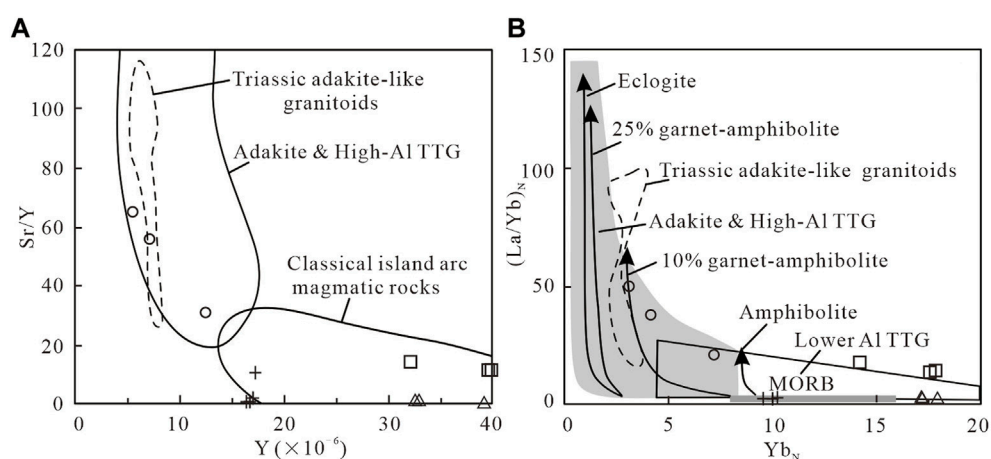 A
120
100
80
60
40
20
0
Sr/Y
Triassic adakite-like
granitoids
Adakite & High-Al TTG
Classical island arc
magmatic rocks
0
10
20
30
40
Y (×10⁻⁶)
B
150
100
50
0
(La/Yb)N
Eclogite
25% garnet-amphibolite
Triassic adakite-like granitoids
Adakite & High-Al TTG
10% garnet-amphibolite
Amphibolite
Lower Al TTG
MORB
0
5
10
15
20
YbN